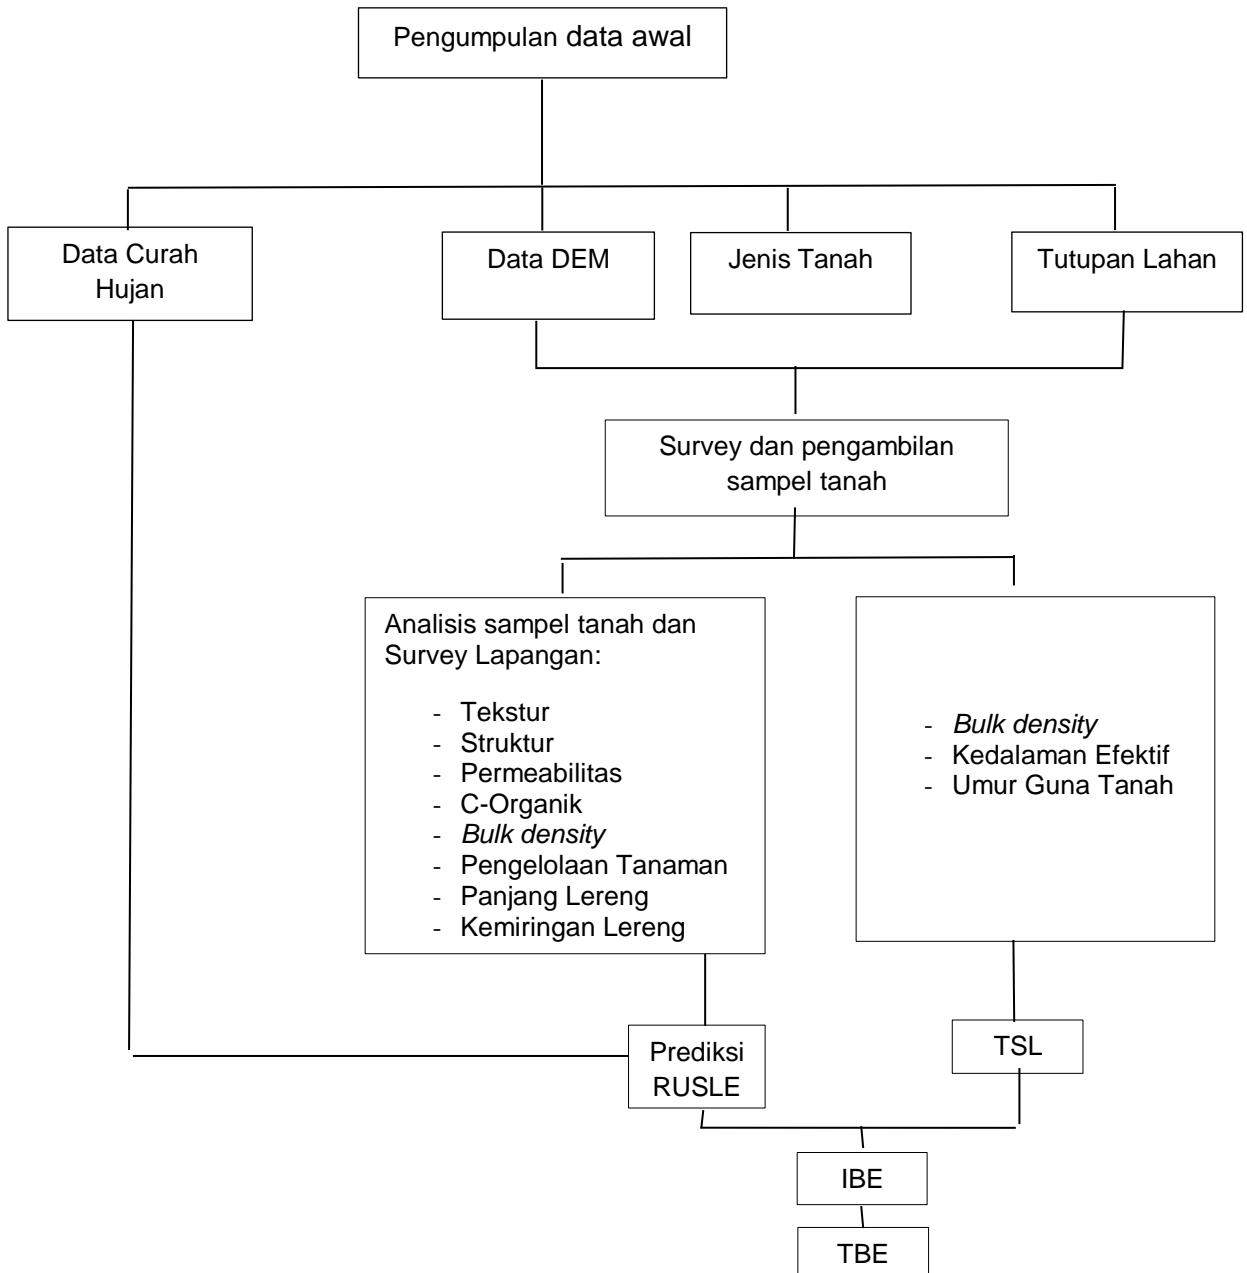 Pengumpulan data awal
Data Curah
Hujan
Data DEM
Jenis Tanah
Tutupan Lahan
Survey dan pengambilan
sampel tanah
Analisis sampel tanah dan
Survey Lapangan:
- Tekstur
- Struktur
- Permeabilitas
- C-Organik
- Bulk density
- Pengelolaan Tanaman
- Panjang Lereng
- Kemiringan Lereng
- Bulk density
- Kedalaman Efektif
- Umur Guna Tanah
Prediksi
RUSLE
TSL
IBE
TBE